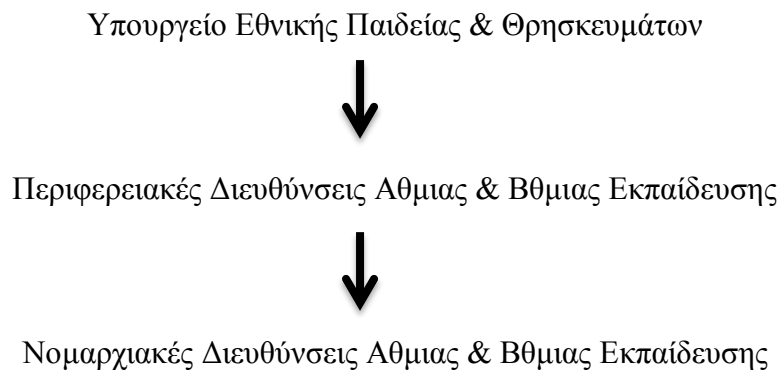 Υπουργείο Εθνικής Παιδείας & Θρησκευμάτων
Περιφερειακές Διευθύνσεις Αθμιας & Βθμιας Εκπαίδευσης
Νομαρχιακές Διευθύνσεις Αθμιας & Βθμιας Εκπαίδευσης